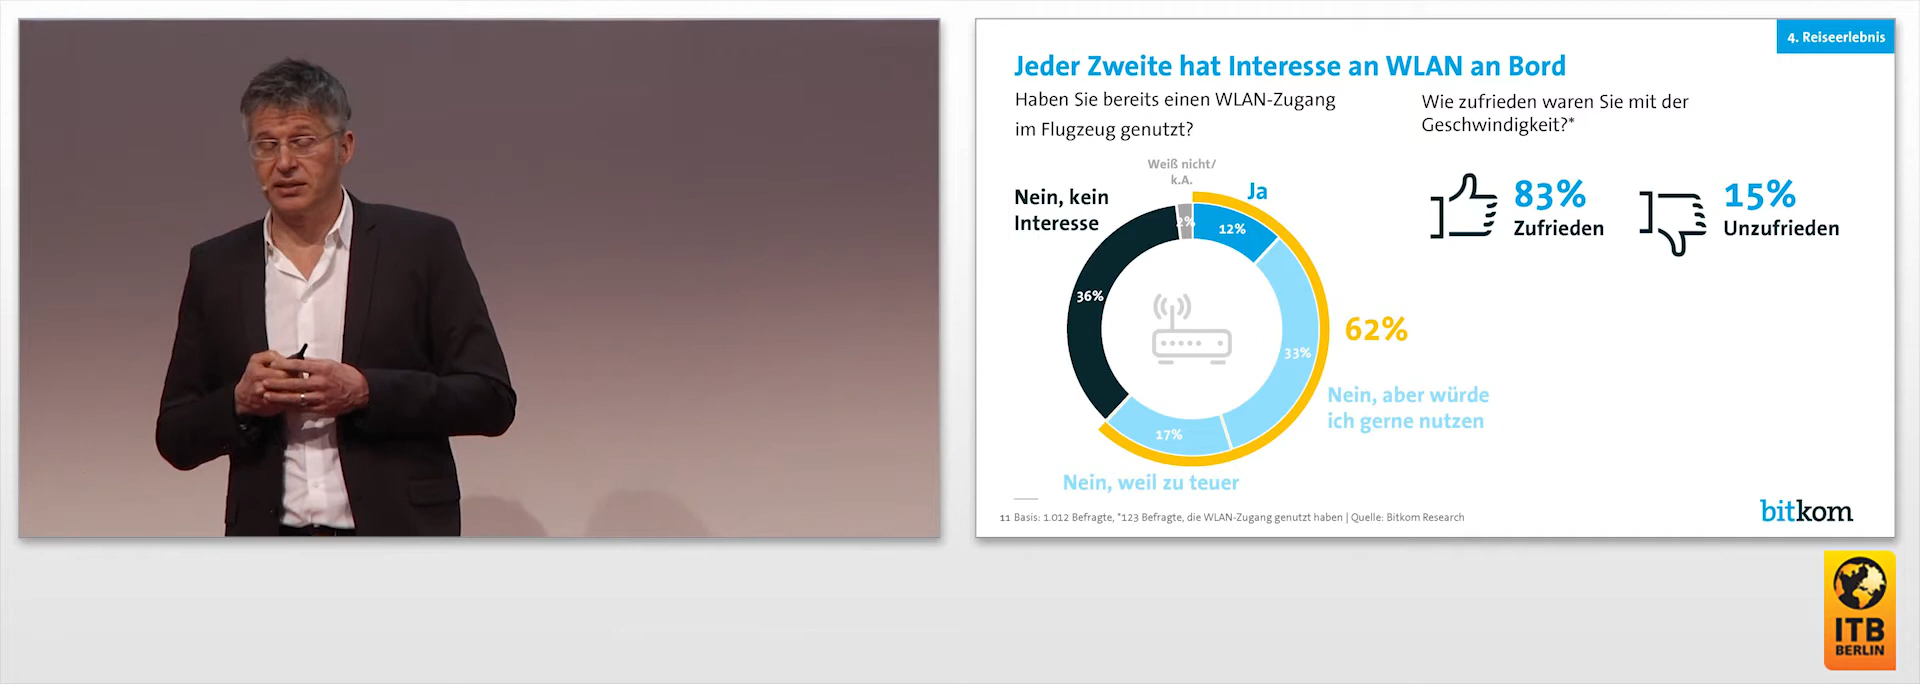 4. Reiseerlebnis
Jeder Zweite hat Interesse an WLAN an Bord
Haben Sie bereits einen WLAN-Zugang
im Flugzeug genutzt?
Wie zufrieden waren Sie mit der
Geschwindigkeit?*
Weiß nicht/
k.A.
Nein, kein
Interesse
Ja
2%
12%
36%
33%
17%
62%
Nein, aber würde
ich gerne nutzen
Nein, weil zu teuer
83%
Zufrieden
15%
Unzufrieden
11 Basis: 1.012 Befragte, *123 Befragte, die WLAN-Zugang genutzt haben | Quelle: Bitkom Research
bitkom
ITB
BERLIN